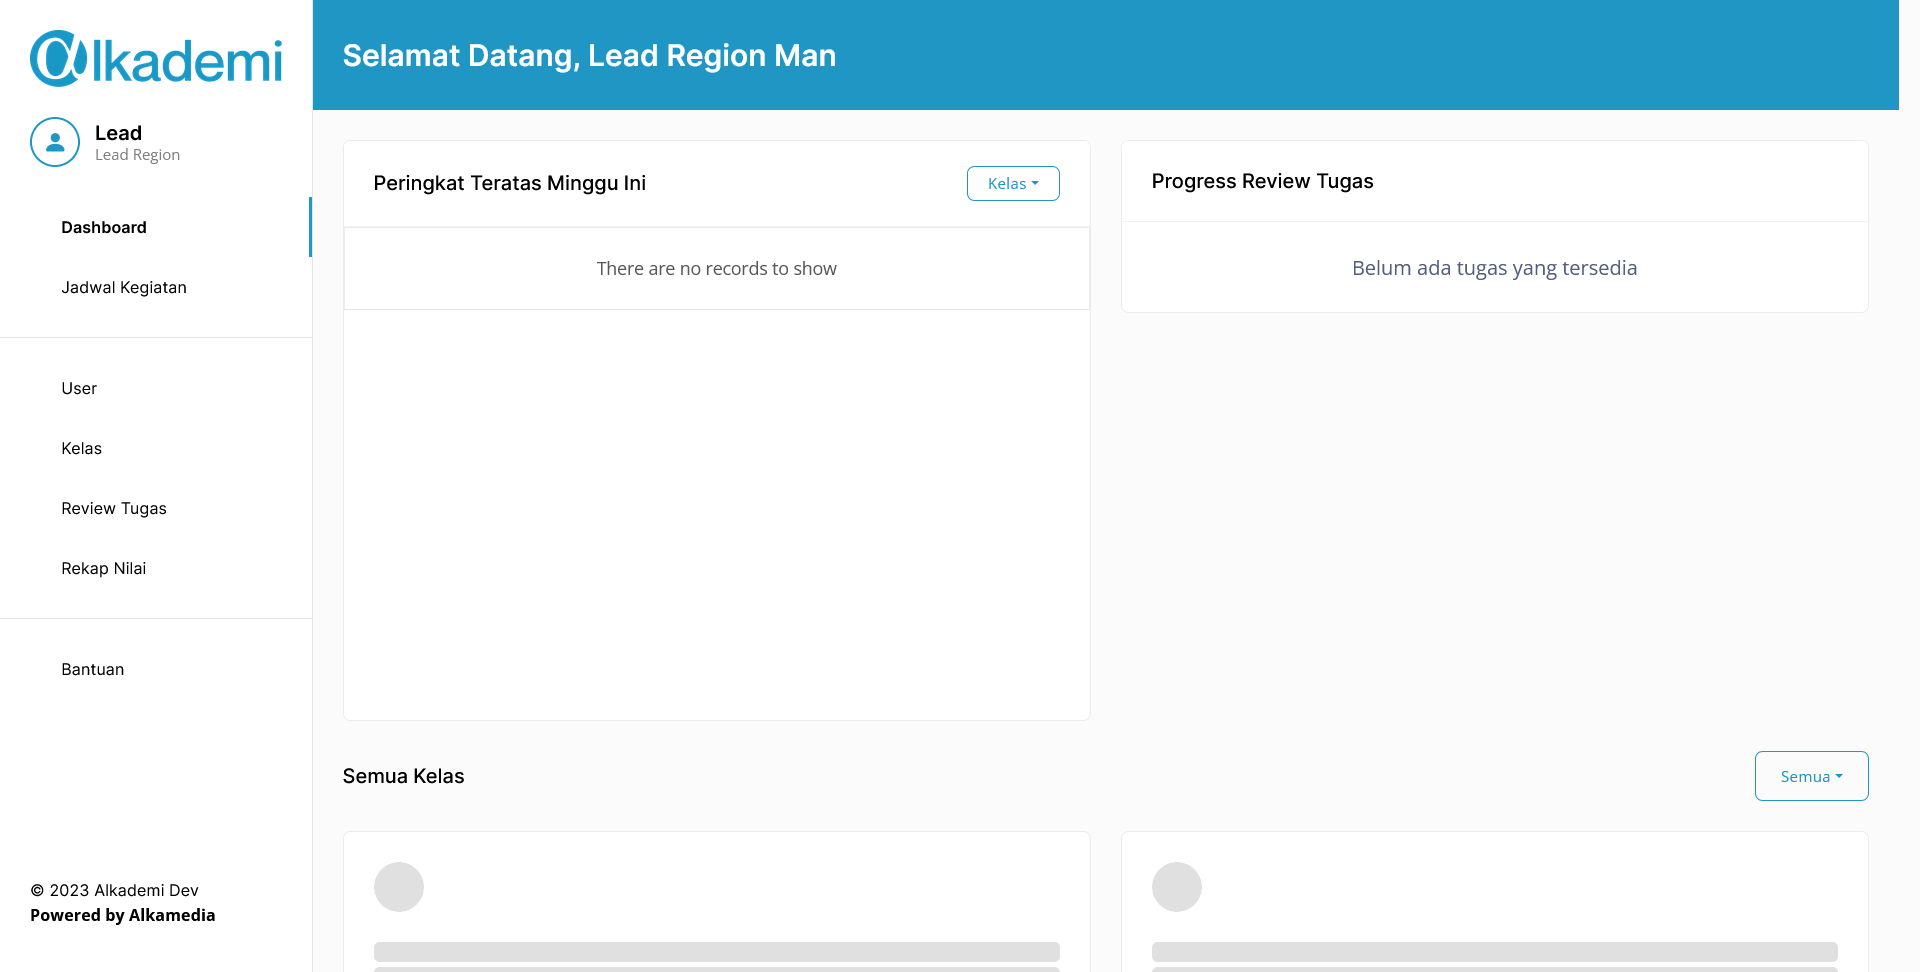 @lkademi
Lead
Lead Region
Dashboard
Jadwal Kegiatan
User
Kelas
Review Tugas
Rekap Nilai
Bantuan
© 2023 Alkademi Dev
Powered by Alkamedia
Selamat Datang, Lead Region Man
Peringkat Teratas Minggu Ini
Kelas
There are no records to show
Progress Review Tugas
Belum ada tugas yang tersedia
Semua Kelas
Semua